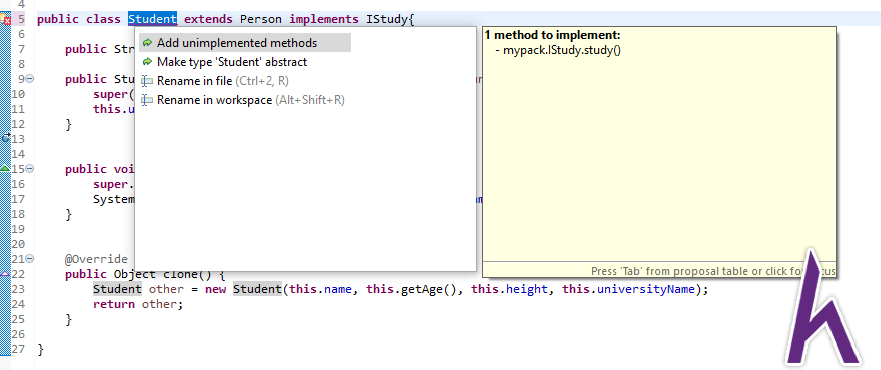 4
5 public class Student extends Person implements IStudy{
6
7 public Str
8
9 public Stu
10 super(
11 this.u
12 }
13
14
15 public voi
16 super.
17 System
18 }
19
20
21 @Override
22 public Object clone() {
23 Student other = new Student(this.name, this.getAge(), this.height, this.universityName);
24 return other;
25 }
26
27 }
Add unimplemented methods
Make type 'Student' abstract
Rename in file (Ctrl+2, R)
Rename in workspace (Alt+Shift+R)
1 method to implement:
- mypack.IStudy.study()
Press 'Tab' from proposal table or click for
h